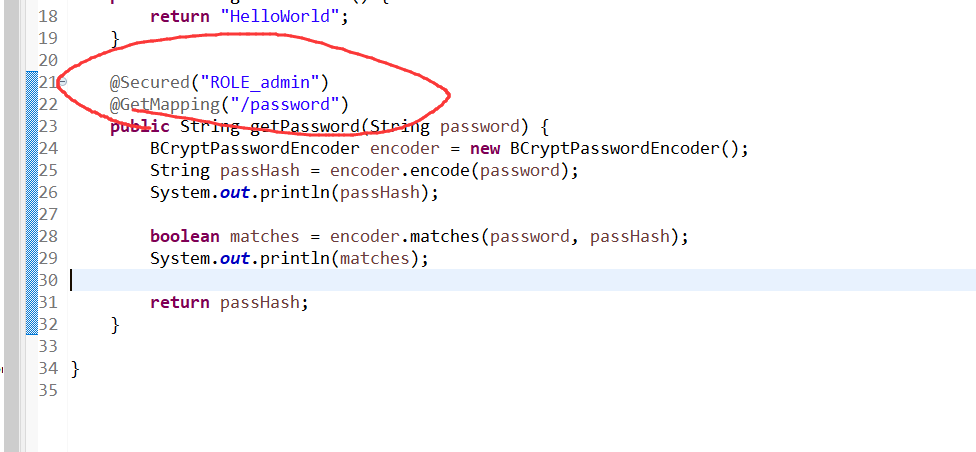 18 return "HelloWorld";
19 }
20
21 @Secured("ROLE_admin")
22 @GetMapping("/password")
23 public String getPassword(String password) {
24 BCryptPasswordEncoder encoder = new BCryptPasswordEncoder();
25 String passHash = encoder.encode(password);
26 System.out.println(passHash);
27
28 boolean matches = encoder.matches(password, passHash);
29 System.out.println(matches);
30
31 return passHash;
32 }
33
34 }
35